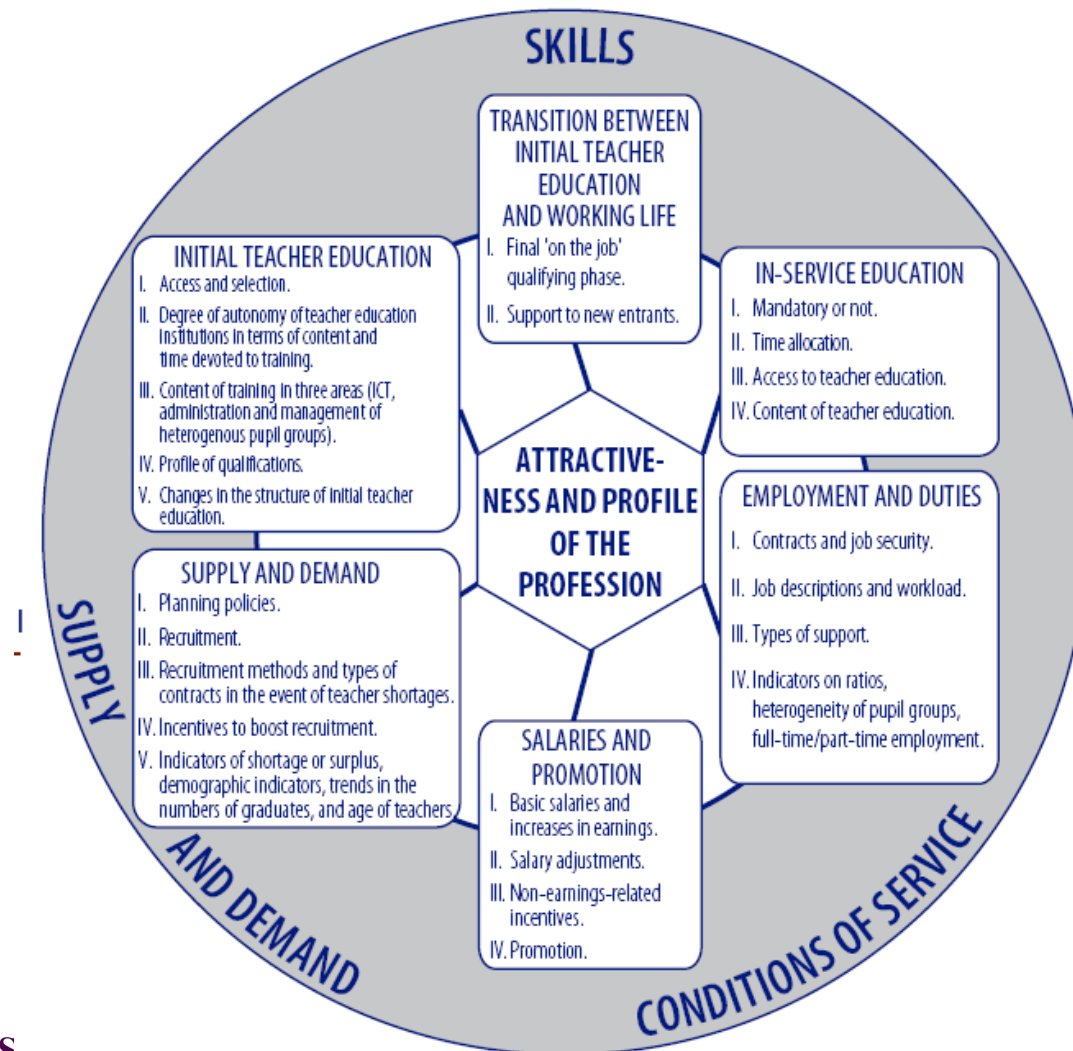 SKILLS
TRANSITION BETWEEN
INITIAL TEACHER
EDUCATION
AND WORKING LIFE
I. Final 'on the job'
qualifying phase.
II. Support to new entrants.
INITIAL TEACHER EDUCATION
I. Access and selection.
II. Degree of autonomy of teacher education
institutions in terms of content and
time devoted to training.
III. Content of training in three areas (ICT,
administration and management of
heterogenous pupil groups).
IV. Profile of qualifications.
V. Changes in the structure of initial teacher
education.
IN-SERVICE EDUCATION
I. Mandatory or not.
II. Time allocation.
III. Access to teacher education.
IV. Content of teacher education.
ATTRACTIVE-
NESS AND PROFILE
OF THE
PROFESSION
EMPLOYMENT AND DUTIES
I. Contracts and job security.
II. Job descriptions and workload.
III. Types of support.
IV. Indicators on ratios,
heterogeneity of pupil groups,
full-time/part-time employment.
SUPPLY AND DEMAND
I. Planning policies.
II. Recruitment.
III. Recruitment methods and types of
contracts in the event of teacher shortages.
IV. Incentives to boost recruitment.
V. Indicators of shortage or surplus,
demographic indicators, trends in the
numbers of graduates, and age of teachers.
SALARIES AND
PROMOTION
I. Basic salaries and
increases in earnings.
II. Salary adjustments.
III. Non-earnings-related
incentives.
IV. Promotion.
SUPPLY
AND DEMAND
CONDITIONS OF SERVICE
s